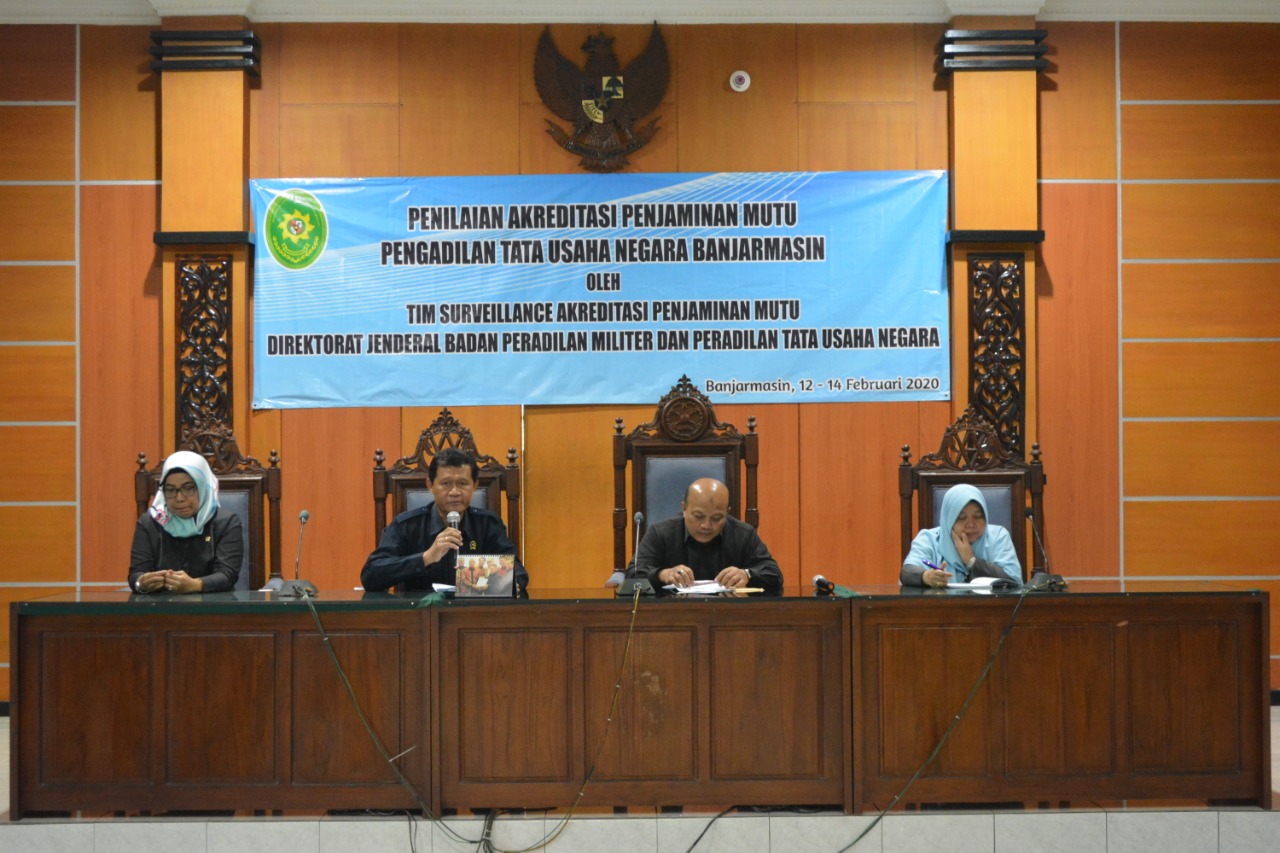 PENILAIAN AKREDITASI PENJAMINAN MUTU
PENGADILAN TATA USAHA NEGARA BANJARMASIN
OLEH
TIM SURVEILLANCE AKREDITASI PENJAMINAN MUTU
DIREKTORAT JENDERAL BADAN PERADILAN MILITER DAN PERADILAN TATA USAHA NEGARA
Banjarmasin, 12 - 14 Februari 2020